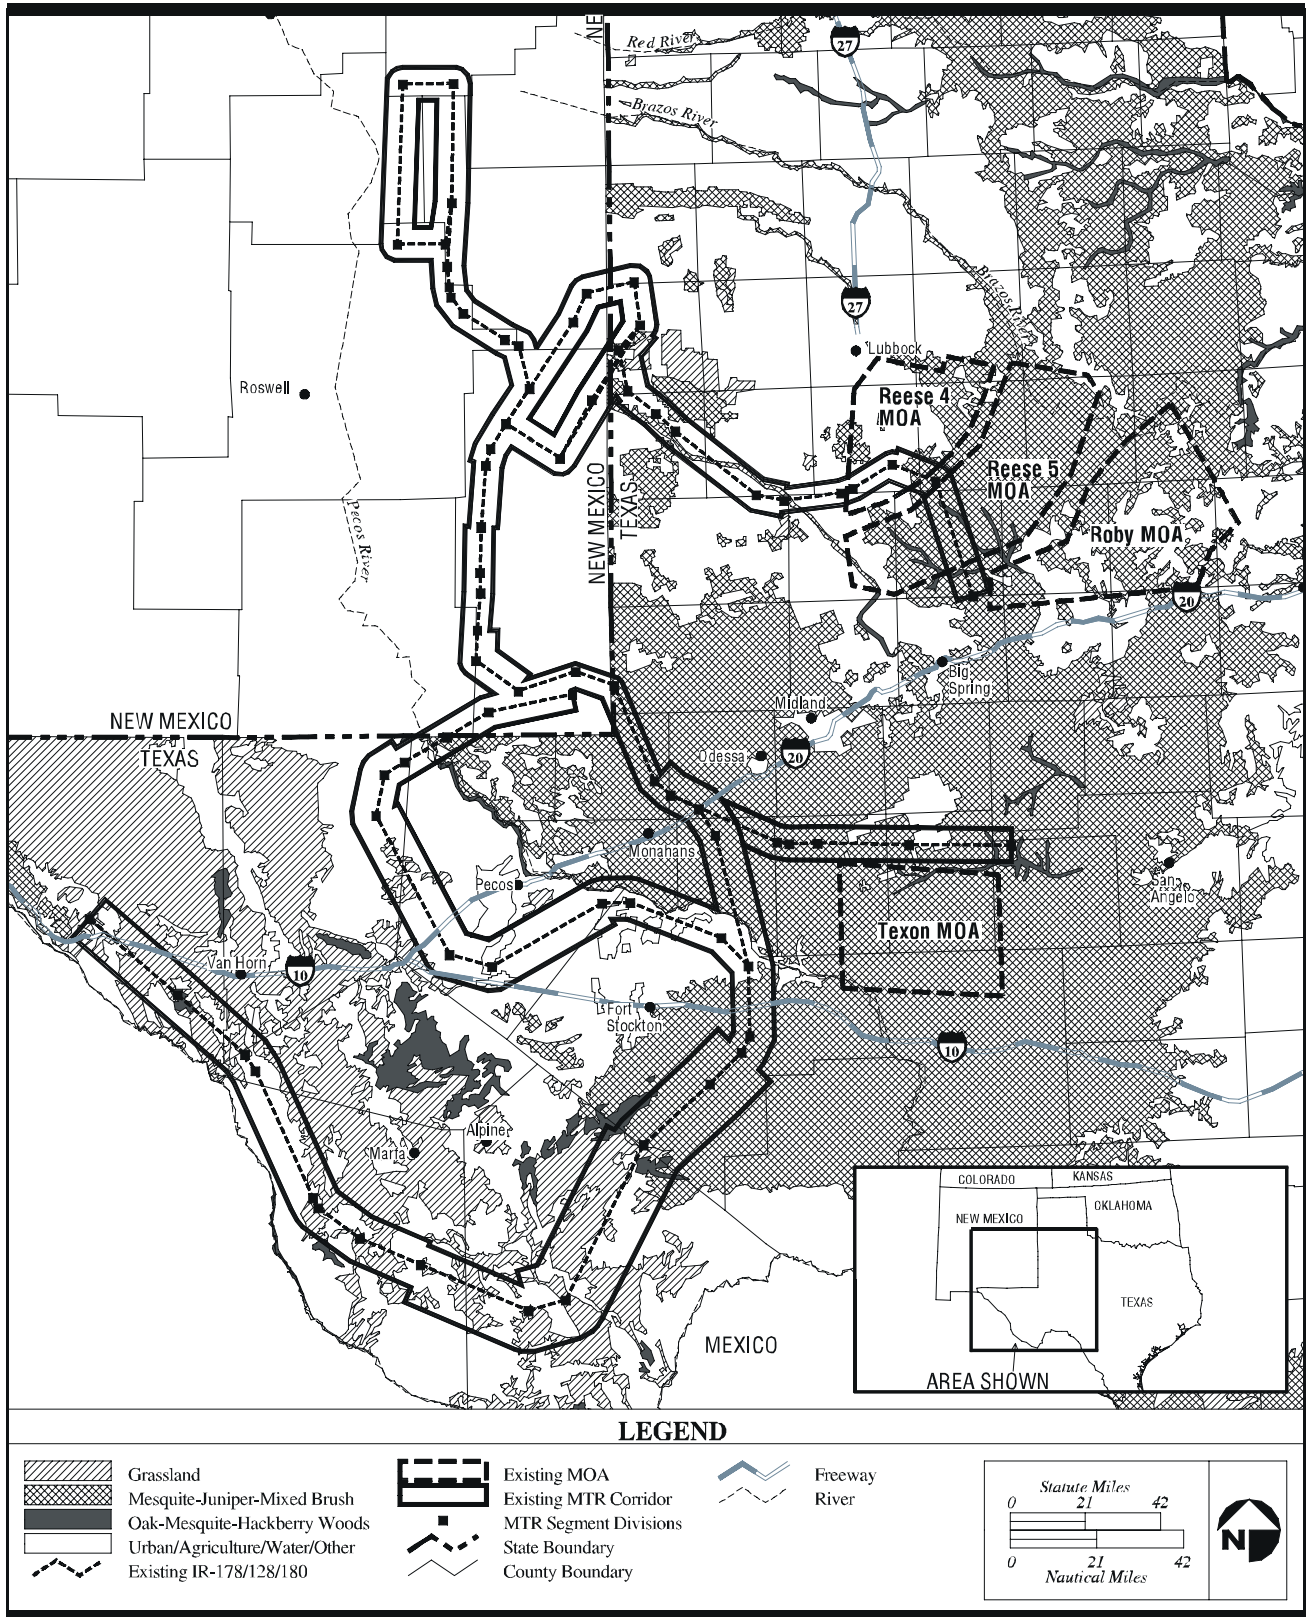 NE
Red River
27
Brazos River
Brazos River
27
Lubbock
Roswell
Reese 4
MOA
Reese 5
MOA
Roby MOA
NEW MEXICO
TEXAS
Pecos River
20
Big
Spring
Midland
NEW MEXICO
TEXAS
Odessa
20
Monahans
Pecos
San
Angelo
Texon MOA
Van Horn
10
Fort
Stockton
10
Alpine
Marfa
MEXICO
COLORADO
KANSAS
NEW MEXICO
OKLAHOMA
TEXAS
AREA SHOWN
LEGEND
Grassland
Mesquite-Juniper-Mixed Brush
Oak-Mesquite-Hackberry Woods
Urban/Agriculture/Water/Other
Existing IR-178/128/180
Existing MOA
Existing MTR Corridor
MTR Segment Divisions
State Boundary
County Boundary
Freeway
River
Statute Miles
0 21 42
0 21 42
Nautical Miles
N